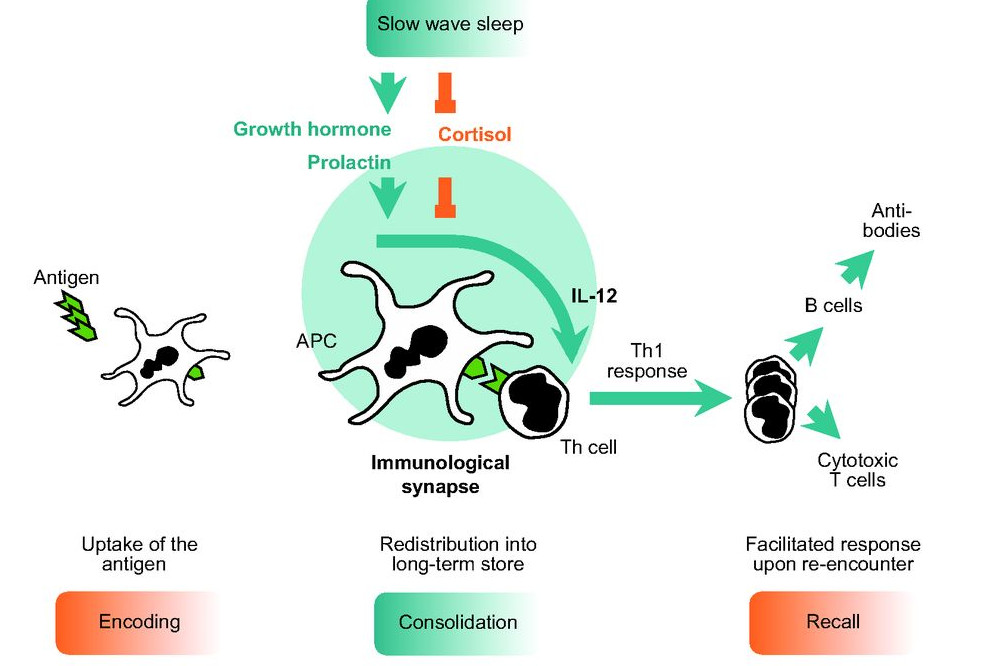 Slow wave sleep
Growth hormone
Cortisol
Prolactin
Anti-
bodies
Antigen
IL-12
B cells
APC
Th1
response
Th cell
Immunological
synapse
Cytotoxic
T cells
Uptake of the
antigen
Redistribution into
long-term store
Facilitated response
upon re-encounter
Encoding
Consolidation
Recall